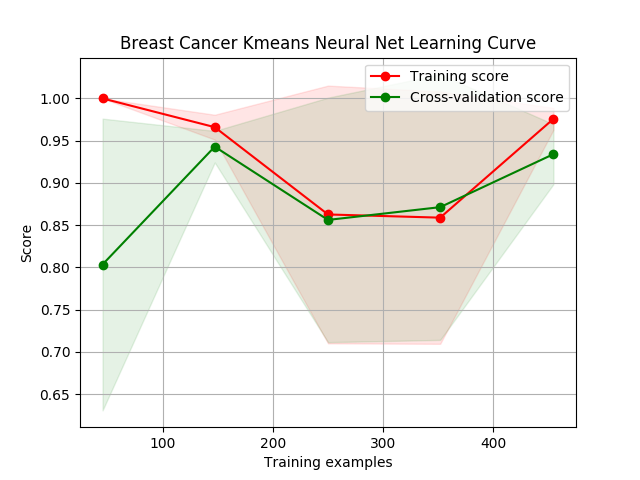 Breast Cancer Kmeans Neural Net Learning Curve
Training score
Cross-validation score
1.00
0.95
0.90
0.85
0.80
0.75
0.70
0.65
Score
100
200
300
400
Training examples